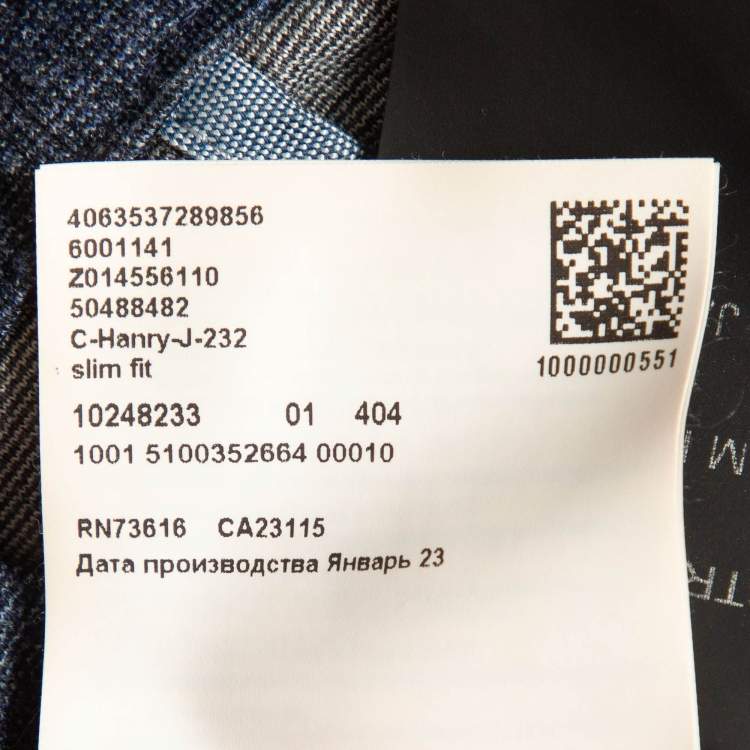 4063537289856
6001141
Z014556110
50488482
C-Hanry-J-232
slim fit
1000000551
10248233 01 404
1001 5100352664 00010
RN73616 CA23115
Дата производства Январь 23